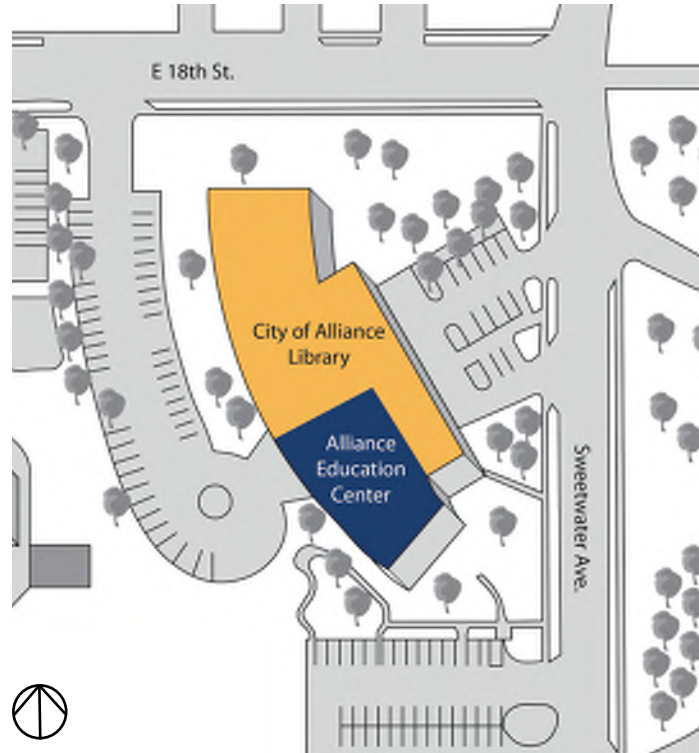 E 18th St.
City of Alliance
Library
Alliance
Education
Center
Sweetwater Ave.